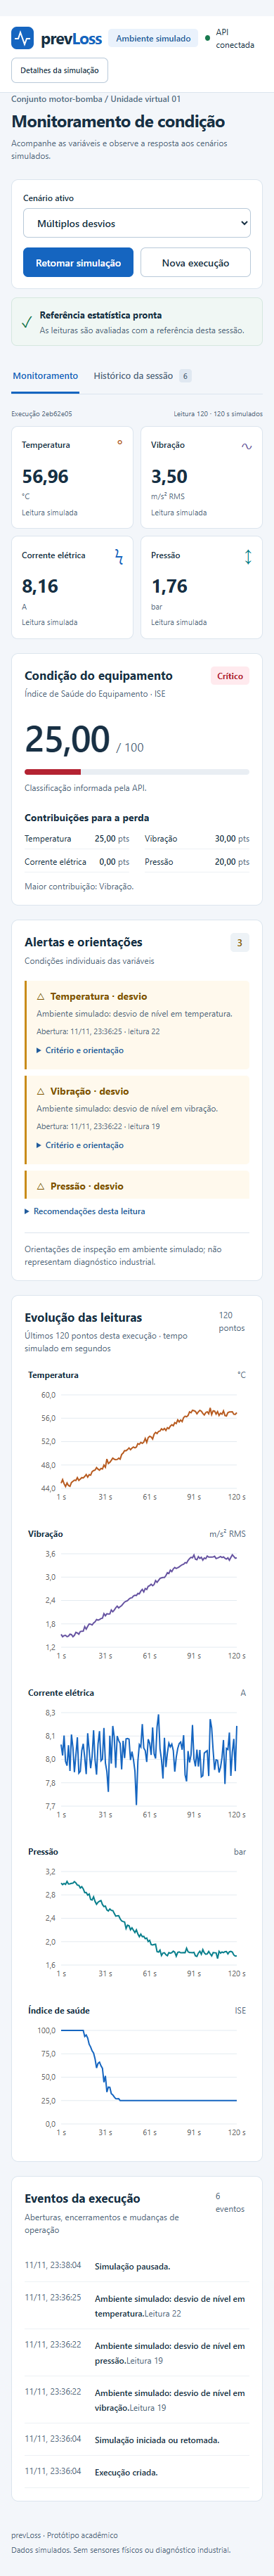 prevLoss
Ambiente simulado
API
conectada
Detalhes da simulação
Conjunto motor-bomba / Unidade virtual 01
Monitoramento de condição
Acompanhe as variáveis e observe a resposta aos cenários
simulados.
Cenário ativo
Múltiplos desvios
Retomar simulação
Nova execução
Referência estatística pronta
As leituras são avaliadas com a referência desta sessão.
Monitoramento
Histórico da sessão 6
Execução 2eb62e05
Leitura 120 · 120 s simulados
Temperatura
56,96
°C
Leitura simulada
Vibração
3,50
m/s² RMS
Leitura simulada
Corrente elétrica
8,16
A
Leitura simulada
Pressão
1,76
bar
Leitura simulada
Condição do equipamento
Crítico
Índice de Saúde do Equipamento · ISE
25,00 / 100
Classificação informada pela API.
Contribuições para a perda
Temperatura 25,00 pts
Vibração 30,00 pts
Corrente elétrica 0,00 pts
Pressão 20,00 pts
Maior contribuição: Vibração.
Alertas e orientações
3
Condições individuais das variáveis
Temperatura · desvio
Ambiente simulado: desvio de nível em temperatura.
Abertura: 11/11, 23:36:25 · leitura 22
Critério e orientação
Vibração · desvio
Ambiente simulado: desvio de nível em vibração.
Abertura: 11/11, 23:36:22 · leitura 19
Critério e orientação
Pressão · desvio
Recomendações desta leitura
Orientações de inspeção em ambiente simulado; não
representam diagnóstico industrial.
Evolução das leituras
120
pontos
Últimos 120 pontos desta execução · tempo
simulado em segundos
Temperatura
°C
60,0
56,0
52,0
48,0
44,0
1 s 31 s 61 s 91 s 120 s
Vibração
m/s² RMS
3,6
3,0
2,4
1,8
1,2
1 s 31 s 61 s 91 s 120 s
Corrente elétrica
A
8,3
8,1
8,0
7,8
7,7
1 s 31 s 61 s 91 s 120 s
Pressão
bar
3,2
2,8
2,4
2,0
1,6
1 s 31 s 61 s 91 s 120 s
Índice de saúde
ISE
100,0
75,0
50,0
25,0
0,0
1 s 31 s 61 s 91 s 120 s
Eventos da execução
6
eventos
Aberturas, encerramentos e mudanças de
operação
11/11, 23:38:04 Simulação pausada.
11/11, 23:36:25 Ambiente simulado: desvio de nível em
temperatura.Leitura 22
11/11, 23:36:22 Ambiente simulado: desvio de nível em
pressão.Leitura 19
11/11, 23:36:22 Ambiente simulado: desvio de nível em
vibração.Leitura 19
11/11, 23:36:04 Simulação iniciada ou retomada.
11/11, 23:36:04 Execução criada.
prevLoss · Protótipo acadêmico
Dados simulados. Sem sensores físicos ou diagnóstico industrial.